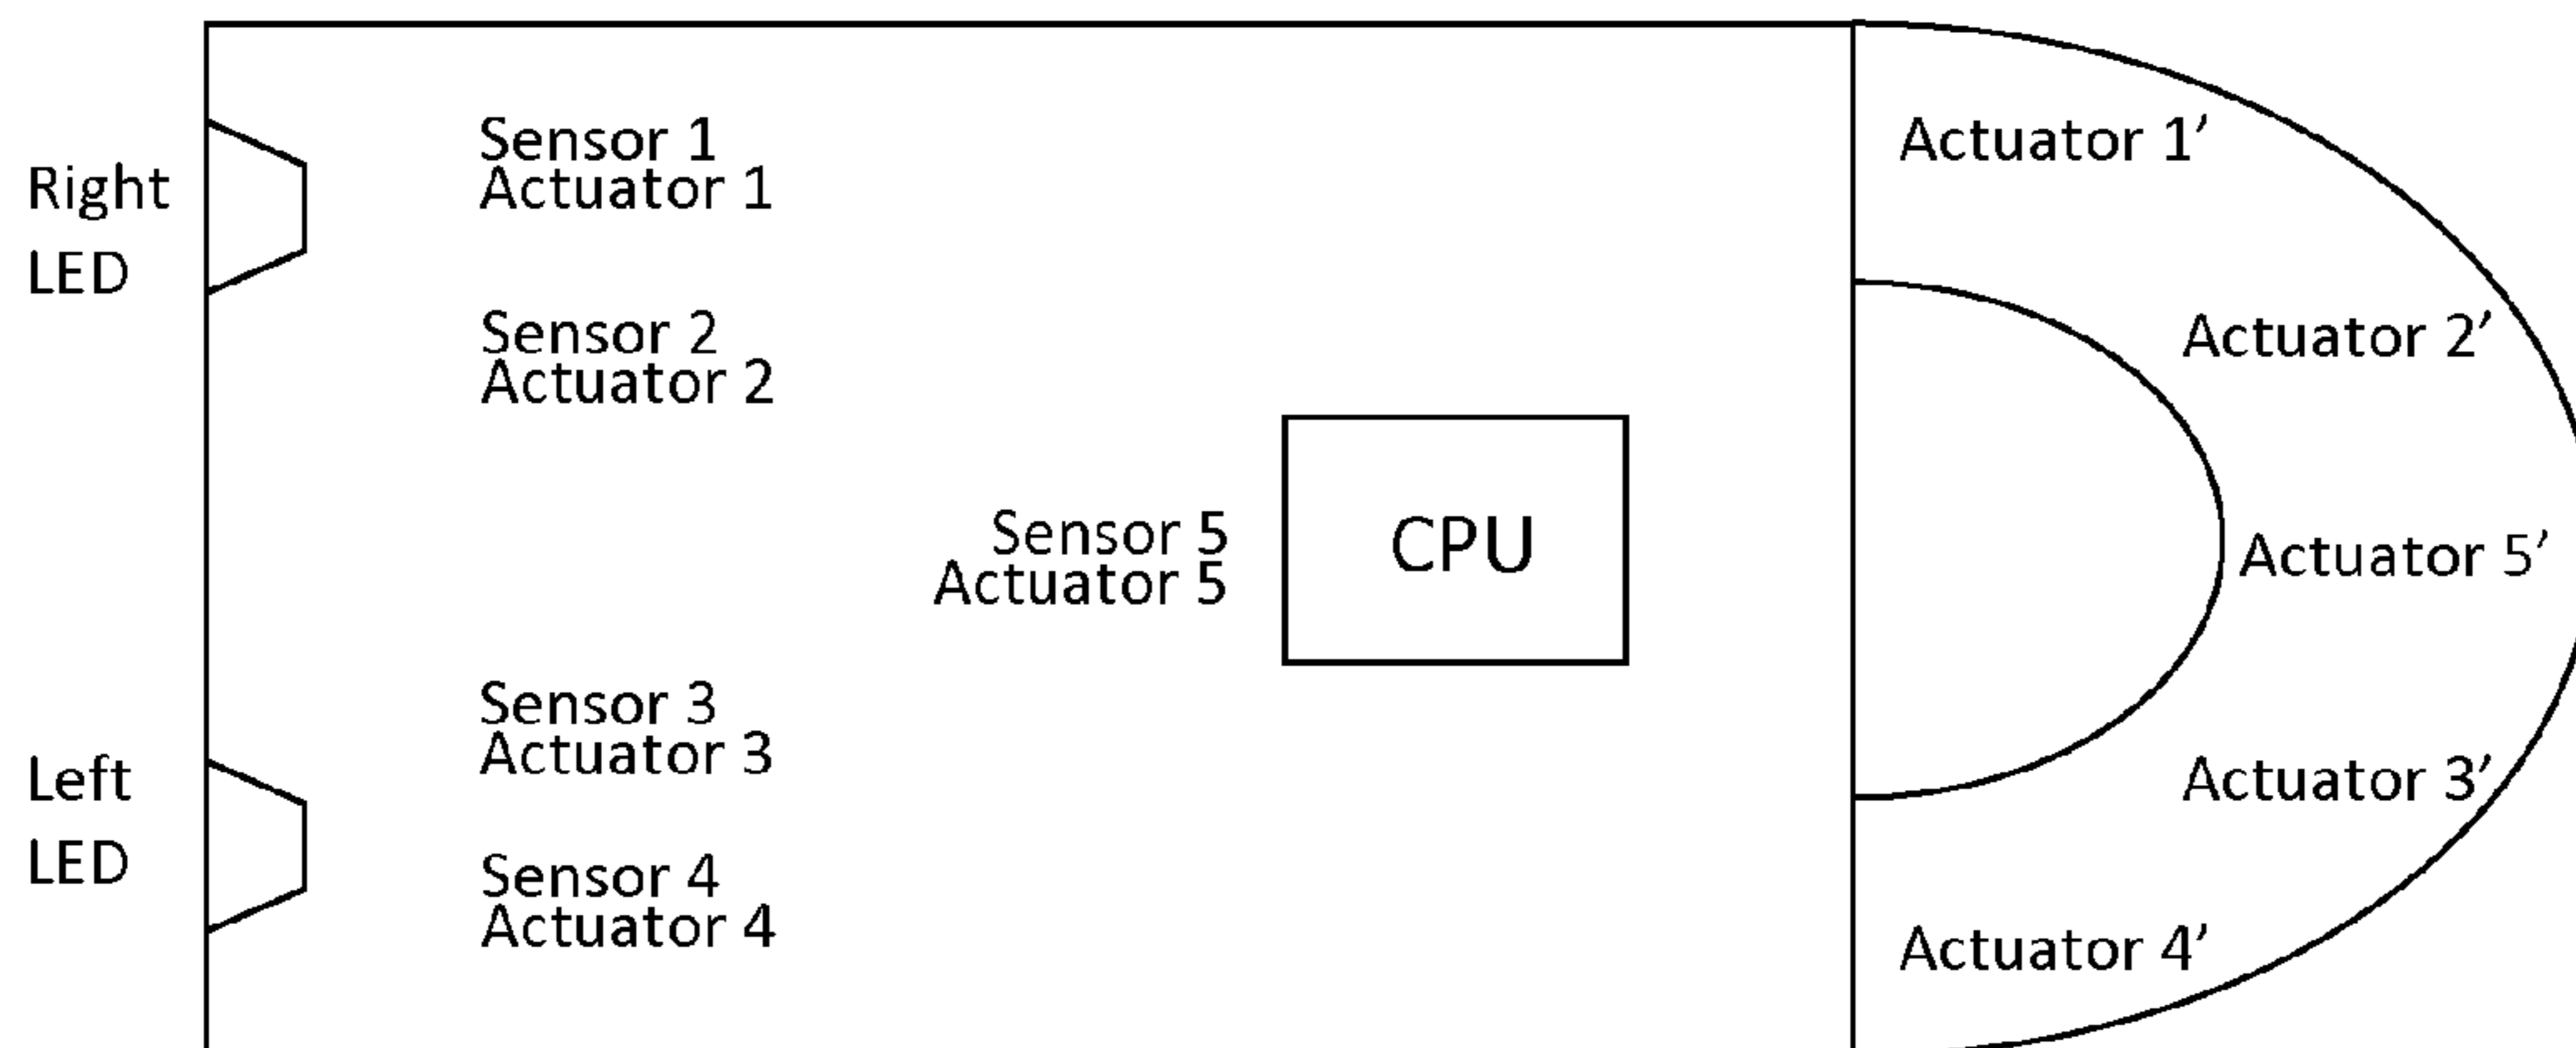 Right
LED
Sensor 1
Actuator 1
Sensor 2
Actuator 2
Sensor 5
Actuator 5
CPU
Sensor 3
Actuator 3
Left
LED
Sensor 4
Actuator 4
Actuator 1’
Actuator 2’
Actuator 5’
Actuator 3’
Actuator 4’